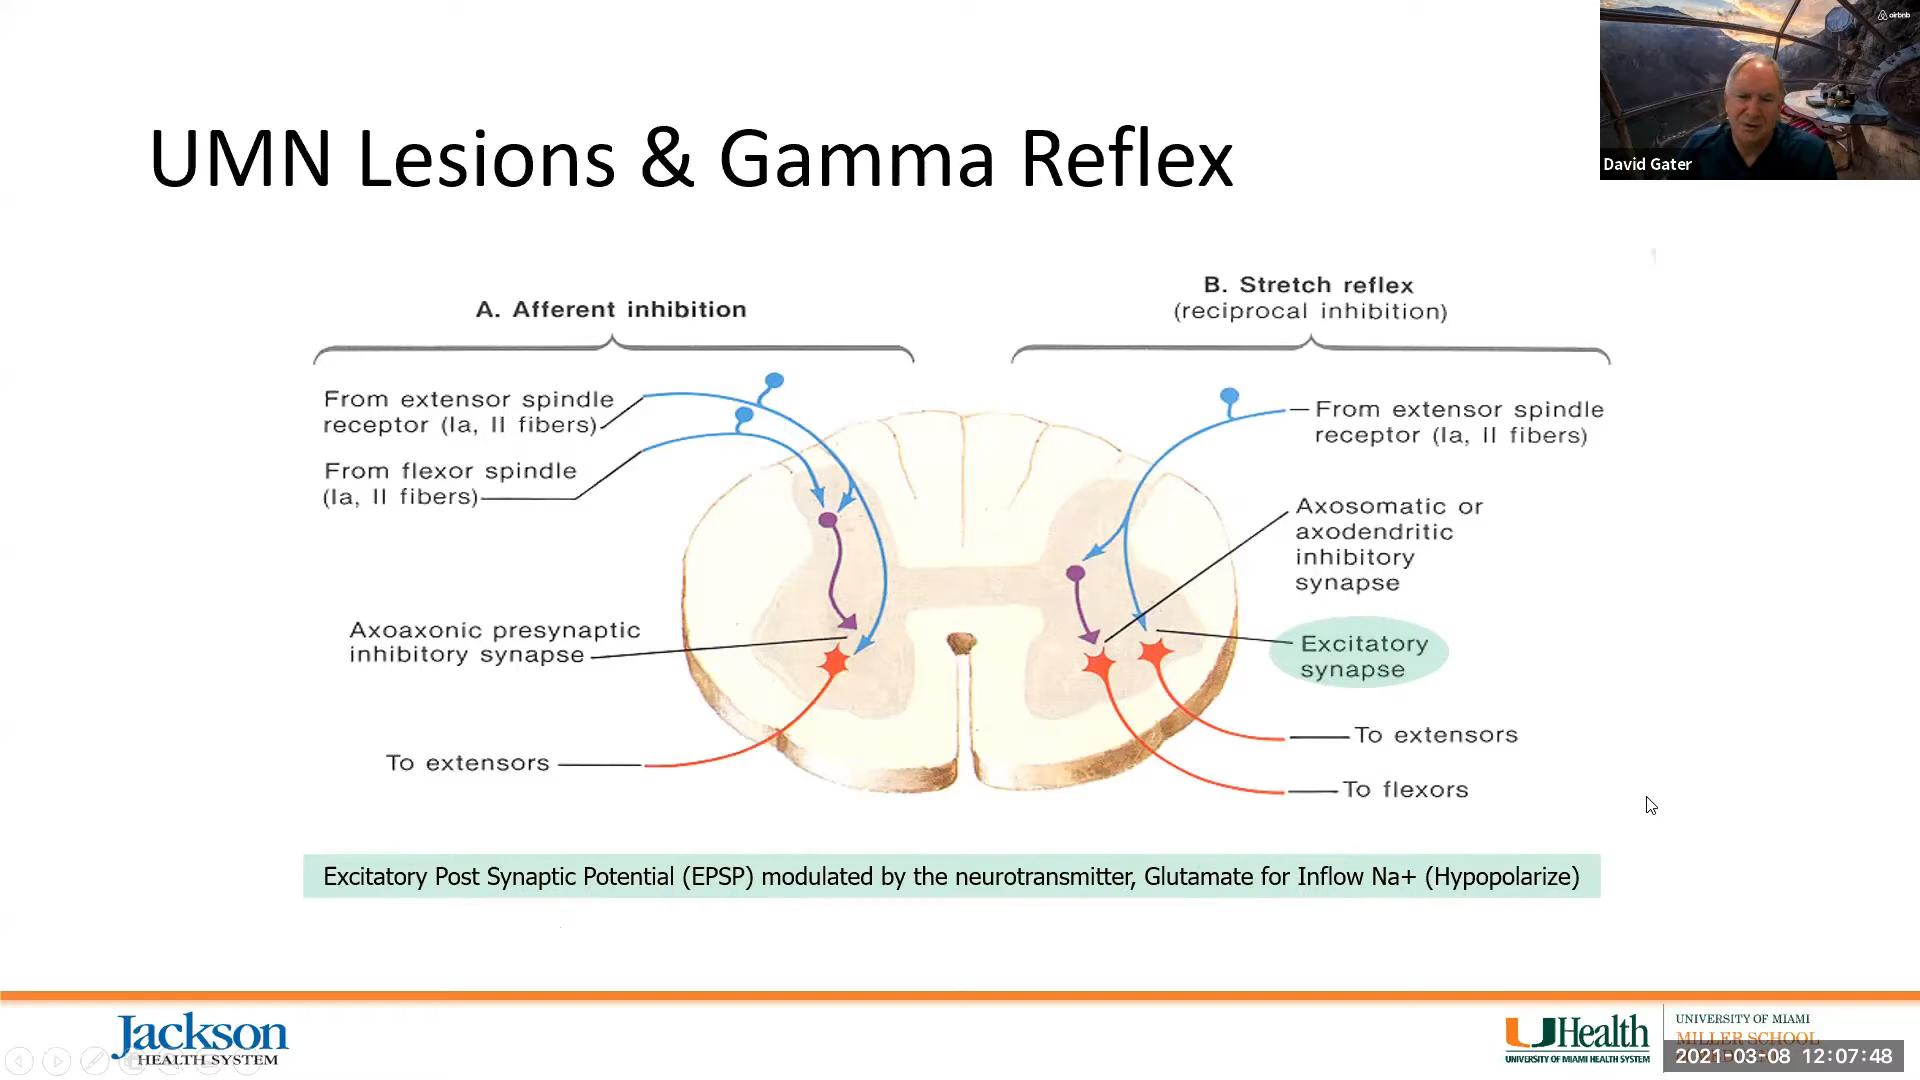 airbnb
David Gater
UMN Lesions & Gamma Reflex
A. Afferent inhibition
B. Stretch reflex
(reciprocal inhibition)
From extensor spindle
receptor (Ia, II fibers)
From flexor spindle
(Ia, II fibers)
Axoaxonic presynaptic
inhibitory synapse
To extensors
From extensor spindle
receptor (Ia, II fibers)
Axosomatic or
axodendritic
inhibitory
synapse
Excitatory
synapse
To extensors
To flexors
Excitatory Post Synaptic Potential (EPSP) modulated by the neurotransmitter, Glutamate for Inflow Na+ (Hypopolarize)
Jackson
HEALTH SYSTEM
UHealth
UNIVERSITY OF MIAMI HEALTH SYSTEM
UNIVERSITY OF MIAMI
MILLER SCHOOL
2021-03-08 12:07:48